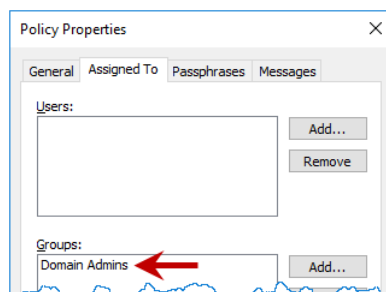 Policy Properties
General Assigned To Passphrases Messages
Users:
Add...
Remove
Groups:
Domain Admins
Add...